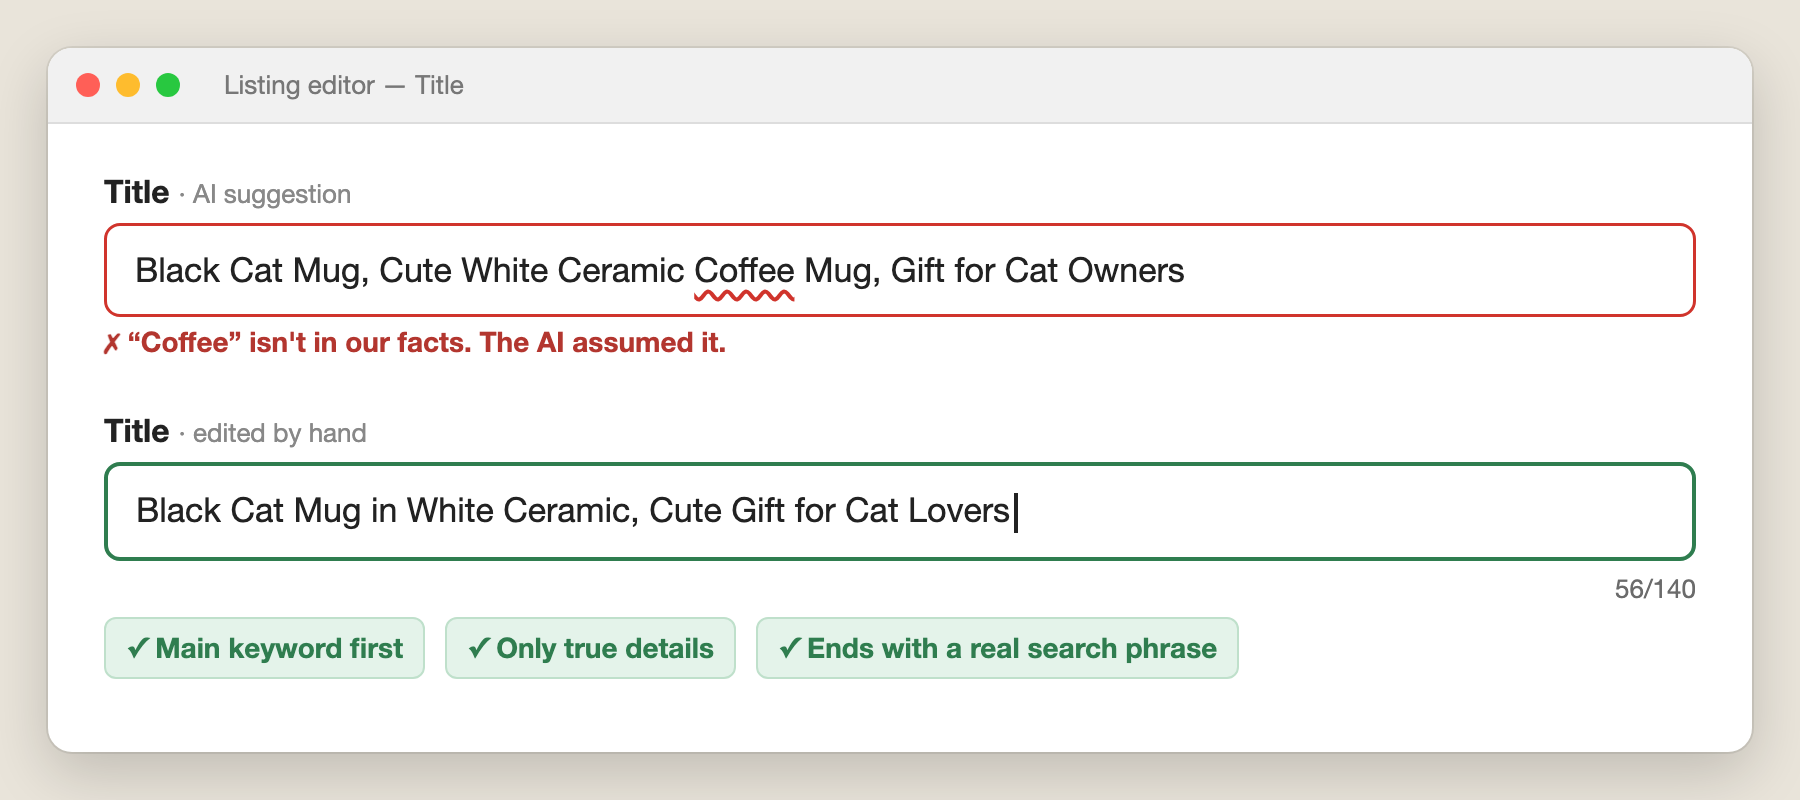 Listing editor — Title
Title · AI suggestion
Black Cat Mug, Cute White Ceramic Coffee Mug, Gift for Cat Owners
✗ “Coffee” isn't in our facts. The AI assumed it.
Title · edited by hand
Black Cat Mug in White Ceramic, Cute Gift for Cat Lovers
56/140
✓ Main keyword first ✓ Only true details ✓ Ends with a real search phrase